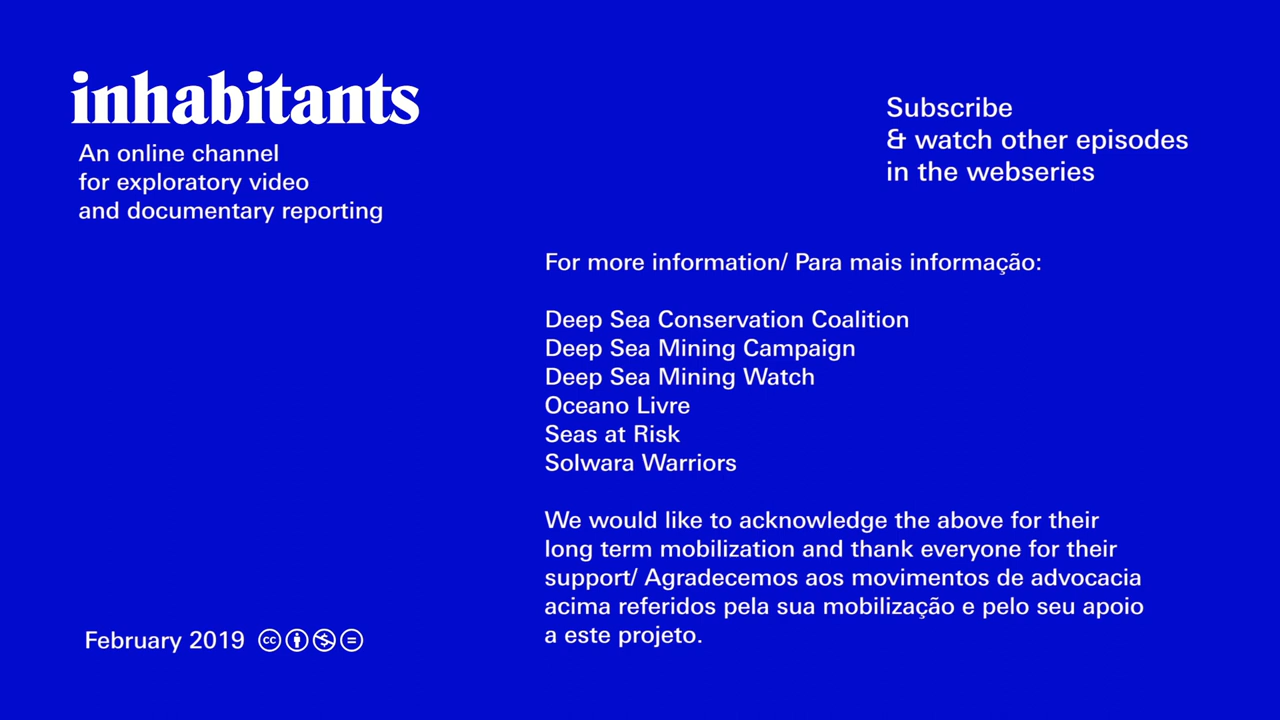 inhabitants
An online channel
for exploratory video
and documentary reporting
Subscribe
& watch other episodes
in the webseries
For more information/ Para mais informação:
Deep Sea Conservation Coalition
Deep Sea Mining Campaign
Deep Sea Mining Watch
Oceano Livre
Seas at Risk
Solwara Warriors
We would like to acknowledge the above for their
long term mobilization and thank everyone for their
support/ Agradecemos aos movimentos de advocacia
acima referidos pela sua mobilização e pelo seu apoio
a este projeto.
February 2019 cc $ =